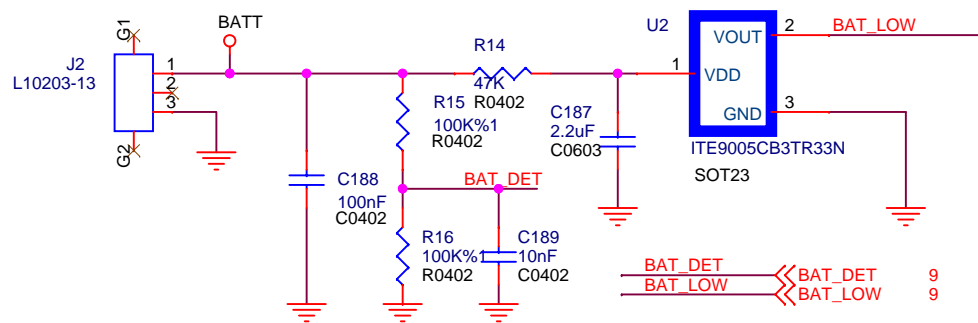 BATT
G1
J2
L10203-13
1
2
3
G2
R14
47K
R0402
R15
100K%1
R0402
C188
100nF
C0402
BAT_DET
R16
100K%1
R0402
C189
10nF
C0402
C187
2.2uF
C0603
U2
1
VDD
VOUT
2
BAT_LOW
GND
3
ITE9005CB3TR33N
SOT23
BAT_DET
BAT_DET 9
BAT_LOW
BAT_LOW 9